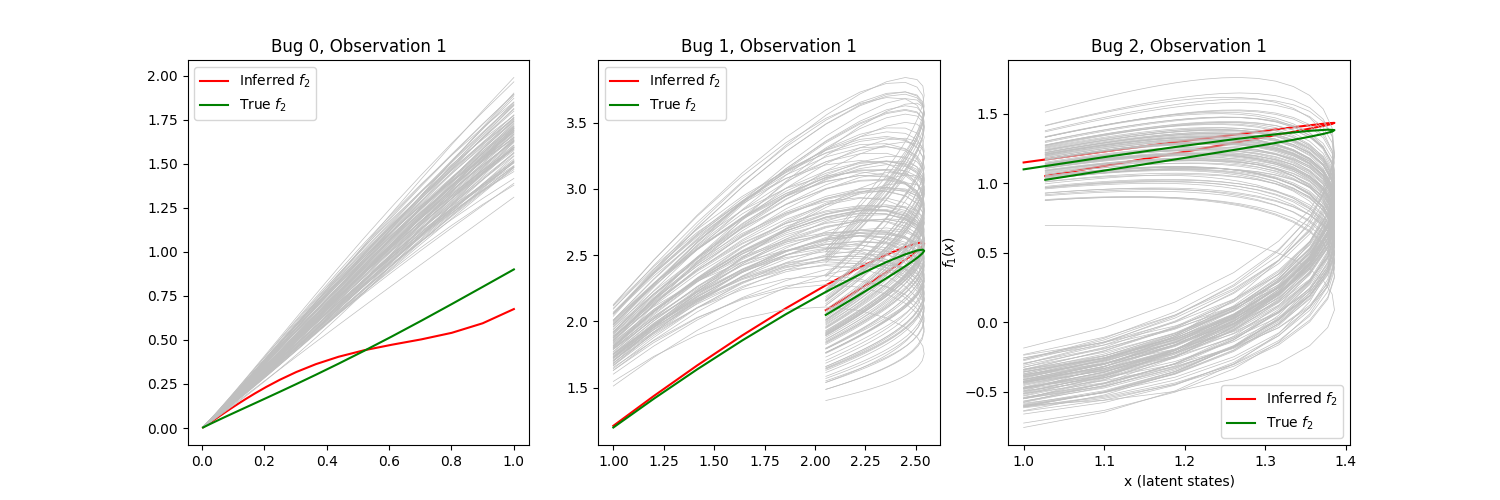 Bug 0, Observation 1
Inferred f₂
True f₂
2.00
1.75
1.50
1.25
1.00
0.75
0.50
0.25
0.00
0.0 0.2 0.4 0.6 0.8 1.0
Bug 1, Observation 1
Inferred f₂
True f₂
3.5
3.0
2.5
2.0
1.5
1.00 1.25 1.50 1.75 2.00 2.25 2.50
Bug 2, Observation 1
f₁(x)
1.5
1.0
0.5
0.0
−0.5
Inferred f₂
True f₂
1.0 1.1 1.2 1.3 1.4
x (latent states)